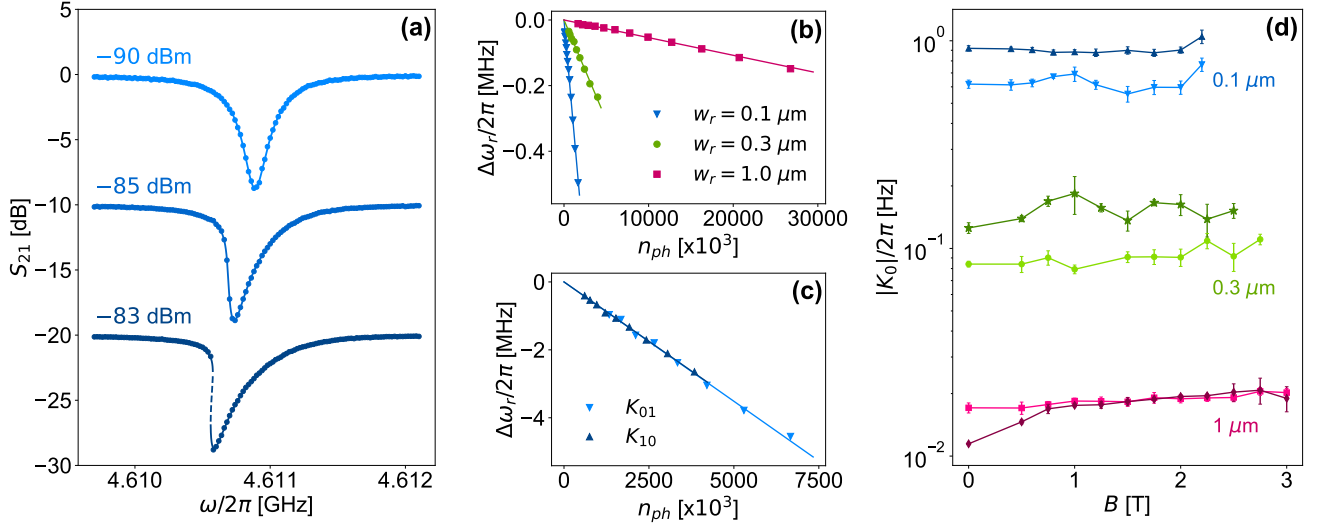 (a)
5
0
−5
−10
−15
−20
−25
−30
S21 [dB]
−90 dBm
−85 dBm
−83 dBm
4.610
4.611
4.612
ω/2π [GHz]
(b)
0.0
−0.2
−0.4
Δωr/2π [MHz]
wr = 0.1 μm
wr = 0.3 μm
wr = 1.0 μm
0
10000
20000
30000
nph [x10³]
(c)
0
−2
−4
Δωr/2π [MHz]
K01
K10
0
2500
5000
7500
nph [x10³]
(d)
10⁰
10⁻¹
10⁻²
|K0|/2π [Hz]
0.1 μm
0.3 μm
1 μm
0
1
2
3
B [T]